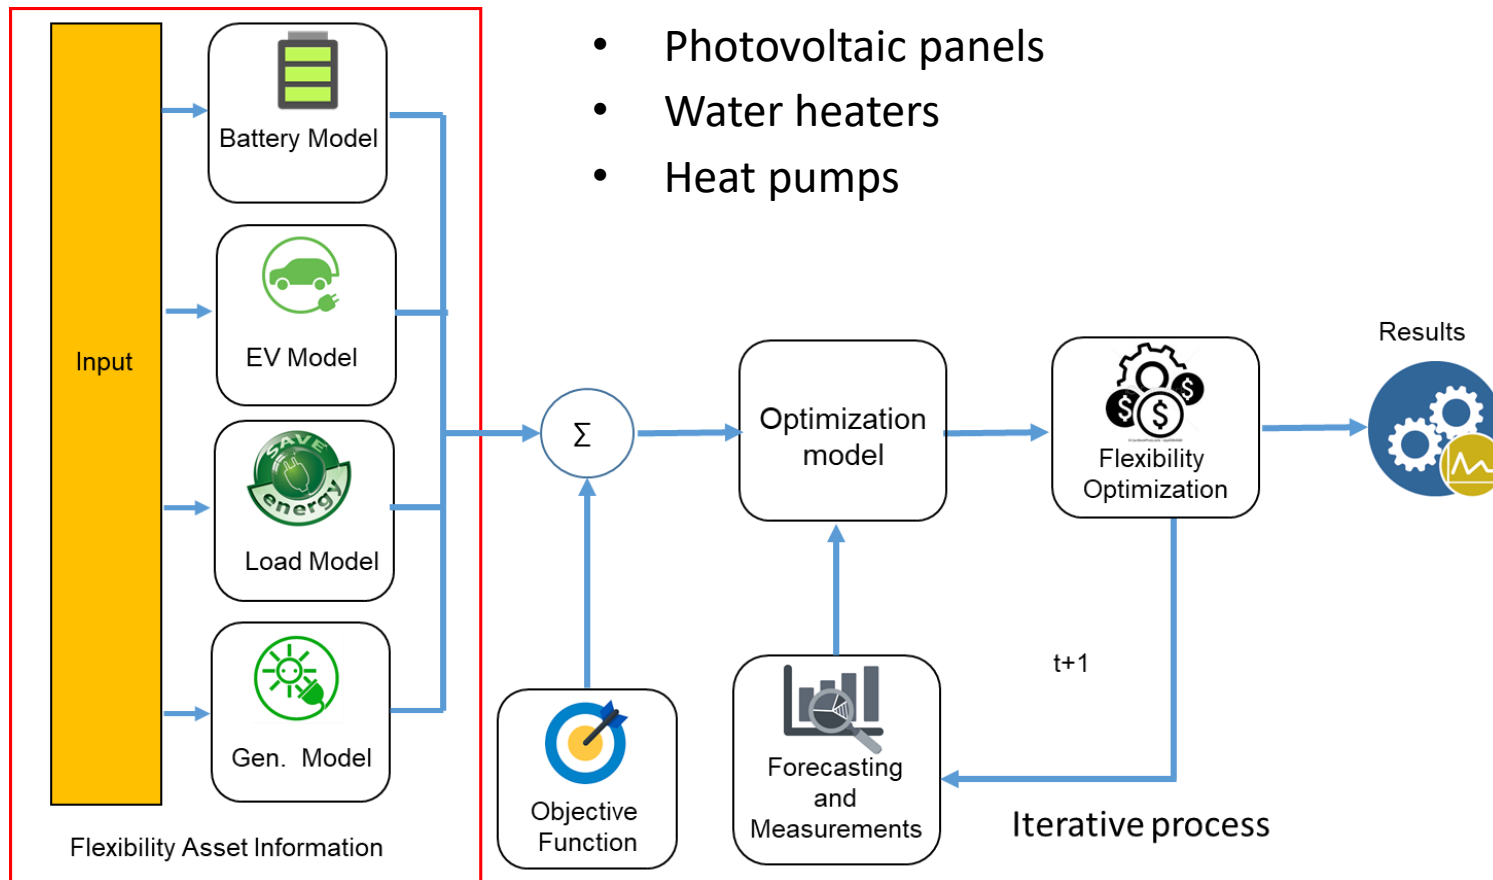 • Photovoltaic panels
• Water heaters
• Heat pumps
Input
Battery Model
EV Model
SAVE
energy
Load Model
Gen. Model
Flexibility Asset Information
Σ
Objective
Function
Optimization
model
Forecasting
and
Measurements
$
$
$
Flexibility
Optimization
t+1
Iterative process
Results